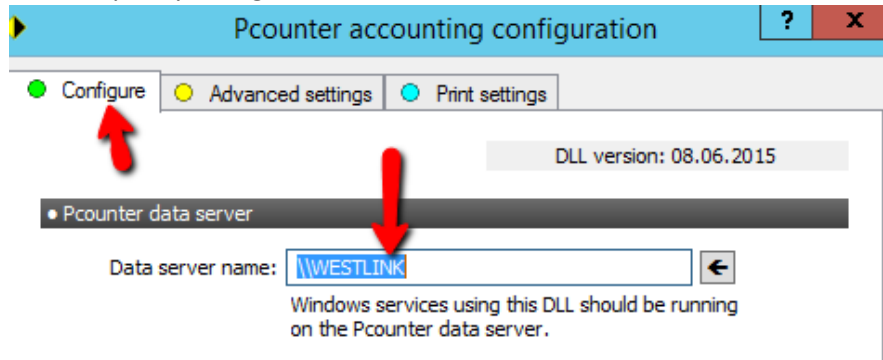 Pcounter accounting configuration ? x
Configure Advanced settings Print settings
DLL version: 08.06.2015
• Pcounter data server
Data server name: \\WESTLINK
Windows services using this DLL should be running
on the Pcounter data server.